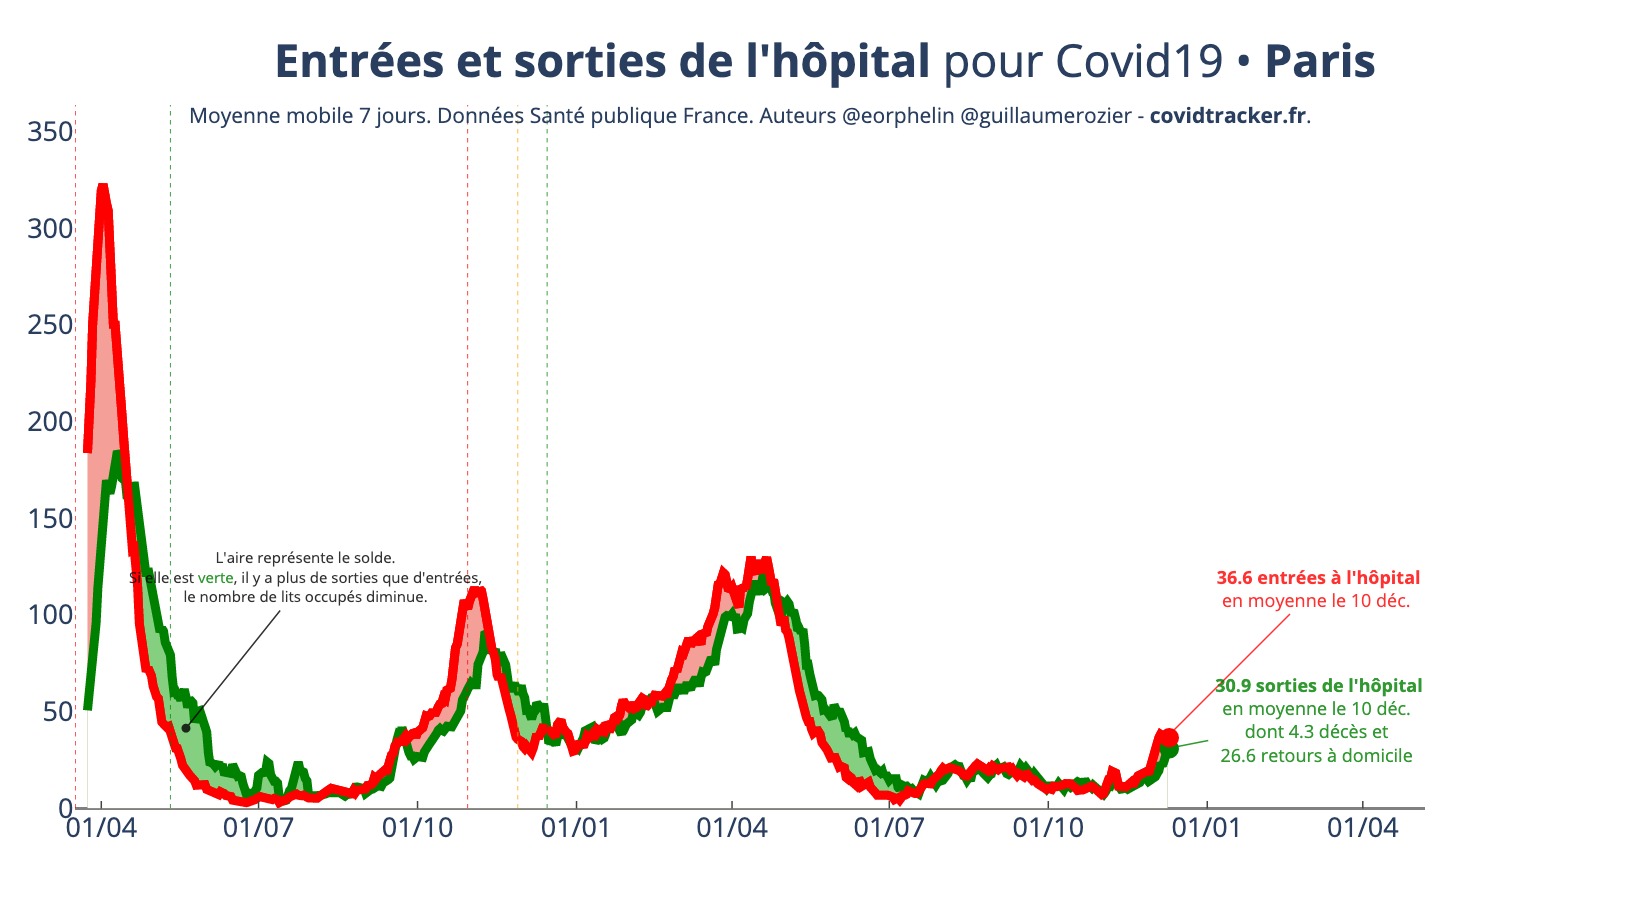 Entrées et sorties de l'hôpital pour Covid19 • Paris
Moyenne mobile 7 jours. Données Santé publique France. Auteurs @eorphelin @guillaumerozier - covidtracker.fr.
350
300
250
200
150
100
50
0
L'aire représente le solde.
Si elle est verte, il y a plus de sorties que d'entrées,
le nombre de lits occupés diminue.
36.6 entrées à l'hôpital
en moyenne le 10 déc.
30.9 sorties de l'hôpital
en moyenne le 10 déc.
dont 4.3 décès et
26.6 retours à domicile
01/04 01/07 01/10 01/01 01/04 01/07 01/10 01/01 01/04